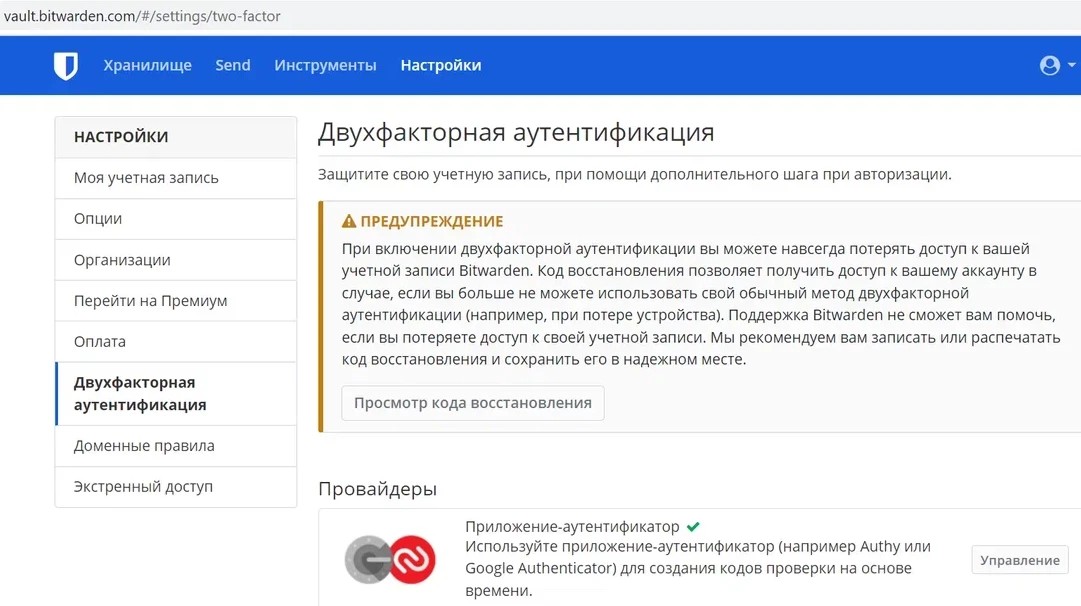 vault.bitwarden.com/#/settings/two-factor
Хранилище Send Инструменты Настройки
НАСТРОЙКИ
Моя учетная запись
Опции
Организации
Перейти на Премиум
Оплата
Двухфакторная
аутентификация
Доменные правила
Экстренный доступ
Двухфакторная аутентификация
Защитите свою учетную запись, при помощи дополнительного шага при авторизации.
ПРЕДУПРЕЖДЕНИЕ
При включении двухфакторной аутентификации вы можете навсегда потерять доступ к вашей
учетной записи Bitwarden. Код восстановления позволяет получить доступ к вашему аккаунту в
случае, если вы больше не можете использовать свой обычный метод двухфакторной
аутентификации (например, при потере устройства). Поддержка Bitwarden не сможет вам помочь,
если вы потеряете доступ к своей учетной записи. Мы рекомендуем вам записать или распечатать
код восстановления и сохранить его в надежном месте.
Просмотр кода восстановления
Провайдеры
Приложение-аутентификатор
Используйте приложение-аутентификатор (например Authy или
Google Authenticator) для создания кодов проверки на основе
времени.
Управление